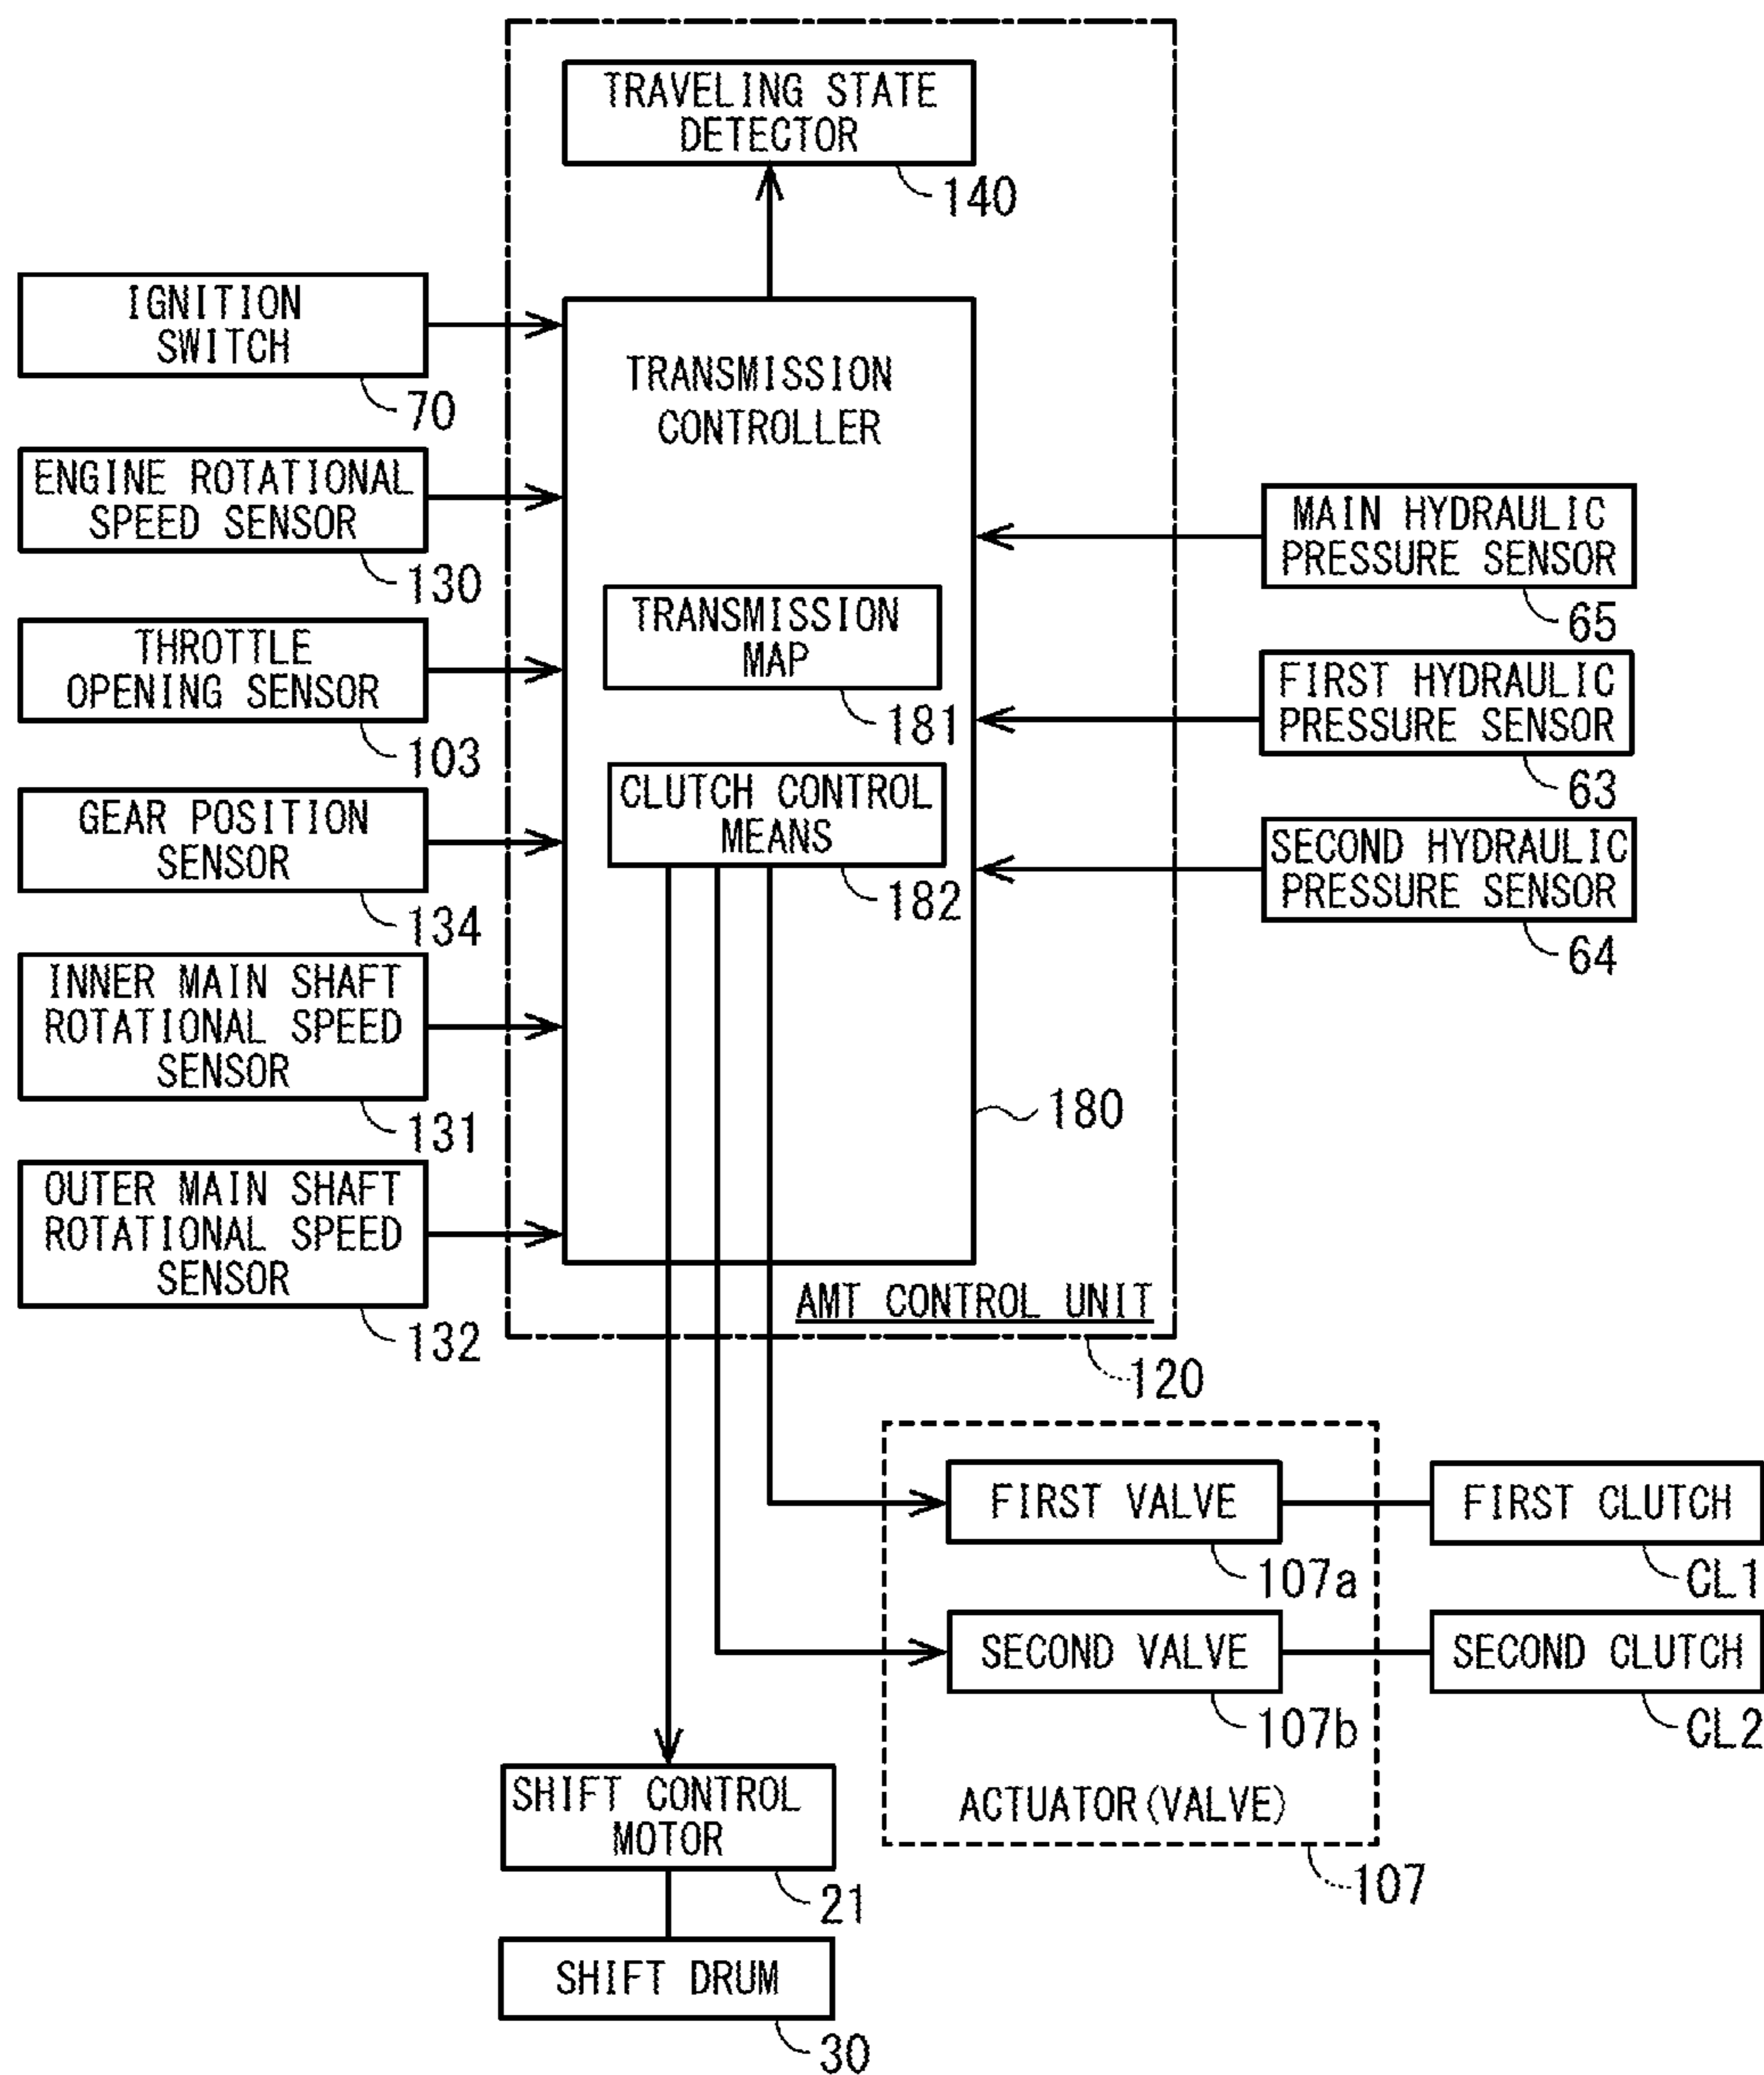 TRAVELING STATE
DETECTOR
140
IGNITION
SWITCH
70
TRANSMISSION
CONTROLLER
ENGINE ROTATIONAL
SPEED SENSOR
130
MAIN HYDRAULIC
PRESSURE SENSOR
65
THROTTLE
OPENING SENSOR
103
TRANSMISSION
MAP
181
FIRST HYDRAULIC
PRESSURE SENSOR
63
GEAR POSITION
SENSOR
134
CLUTCH CONTROL
MEANS
182
SECOND HYDRAULIC
PRESSURE SENSOR
64
INNER MAIN SHAFT
ROTATIONAL SPEED
SENSOR
131
180
OUTER MAIN SHAFT
ROTATIONAL SPEED
SENSOR
132
AMT CONTROL UNIT
120
FIRST VALVE
107a
FIRST CLUTCH
CL1
SECOND VALVE
107b
SECOND CLUTCH
CL2
ACTUATOR(VALVE)
107
SHIFT CONTROL
MOTOR
21
SHIFT DRUM
30